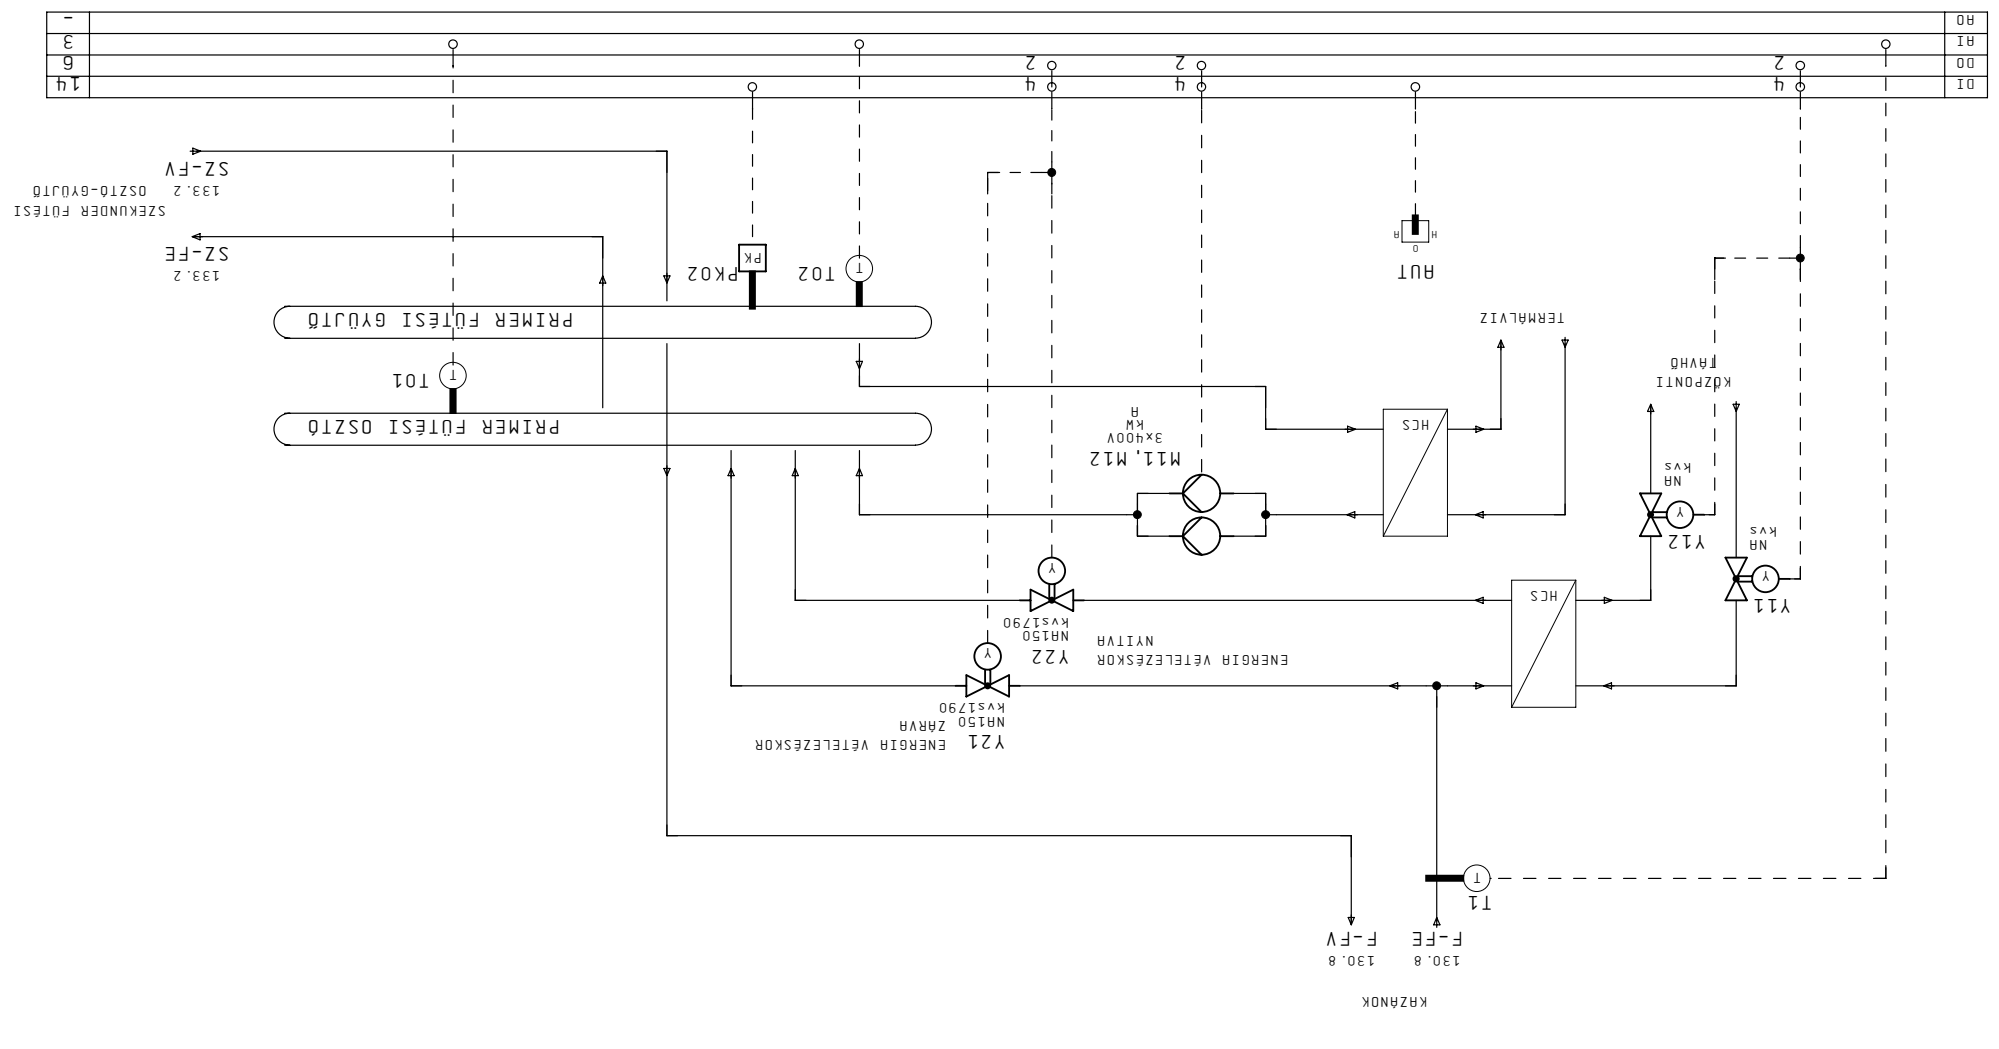 KAZÁNOK
130.8
F-FE
130.8
F-FV
T1
T
Y21
NA150
kvs1790
ENERGIA VÉTELEZÉSKOR
ZÁRVA
ENERGIA VÉTELEZÉSKOR
NYITVA
Y22
NA150
kvs1790
Y
Y
HCS
Y11
Y
NA
kvs
Y12
Y
NA
kvs
KÖZPONTI
TÁVHŐ
HCS
TERMÁLVIZ
M11, M12
3x400V
kW
A
PRIMER FŰTÉSI OSZTÓ
T01
T
PRIMER FŰTÉSI GYŰJTŐ
T02
T
PK02
PK
AUT
H
0
A
133.2
SZ-FE
SZEKUNDER FŰTÉSI
OSZTÓ-GYŰJTŐ
133.2
SZ-FV
DI 4 4 4 14
DO 2 2 2 6
AI 3
AO -